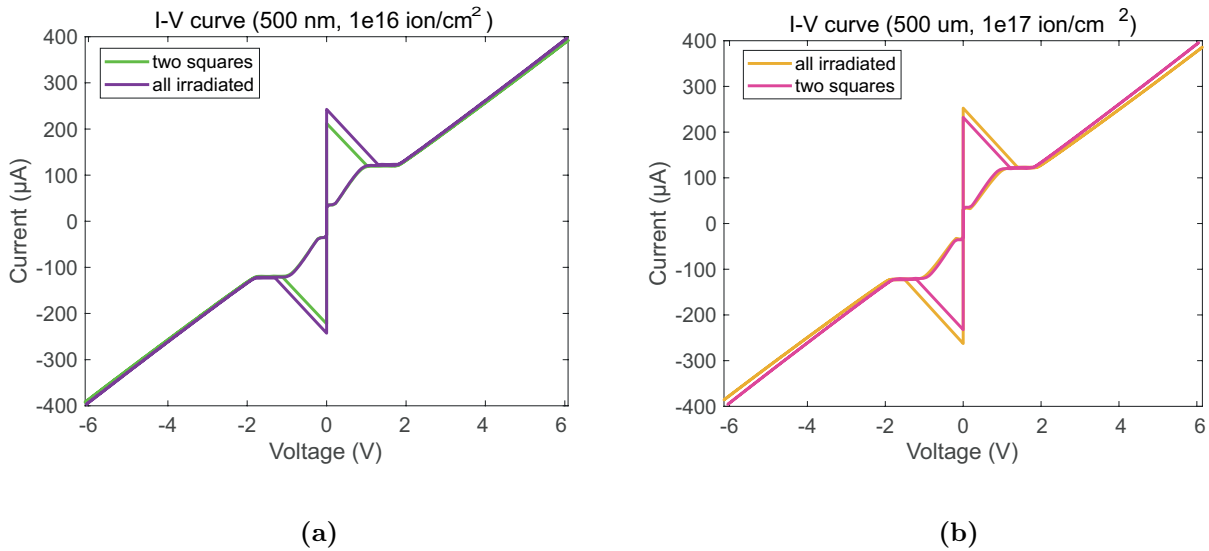 I-V curve (500 nm, 1e16 ion/cm²)
two squares
all irradiated
Current (µA)
400
300
200
100
0
-100
-200
-300
-400
-6
-4
-2
0
2
4
6
Voltage (V)
(a)
I-V curve (500 um, 1e17 ion/cm ²)
all irradiated
two squares
Current (µA)
400
300
200
100
0
-100
-200
-300
-400
-6
-4
-2
0
2
4
6
Voltage (V)
(b)